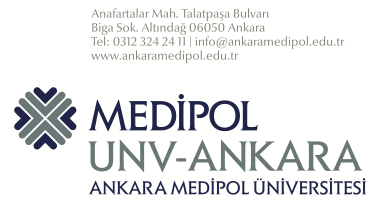 Anafartalar Mah. Talatpaşa Bulvarı
Biga Sok. Altındağ 06050 Ankara
Tel: 0312 324 24 11 | info@ankaramedipol.edu.tr
www.ankaramedipol.edu.tr
MEDİPOL
UNV-ANKARA
ANKARA MEDİPOL ÜNİVERSİTESİ